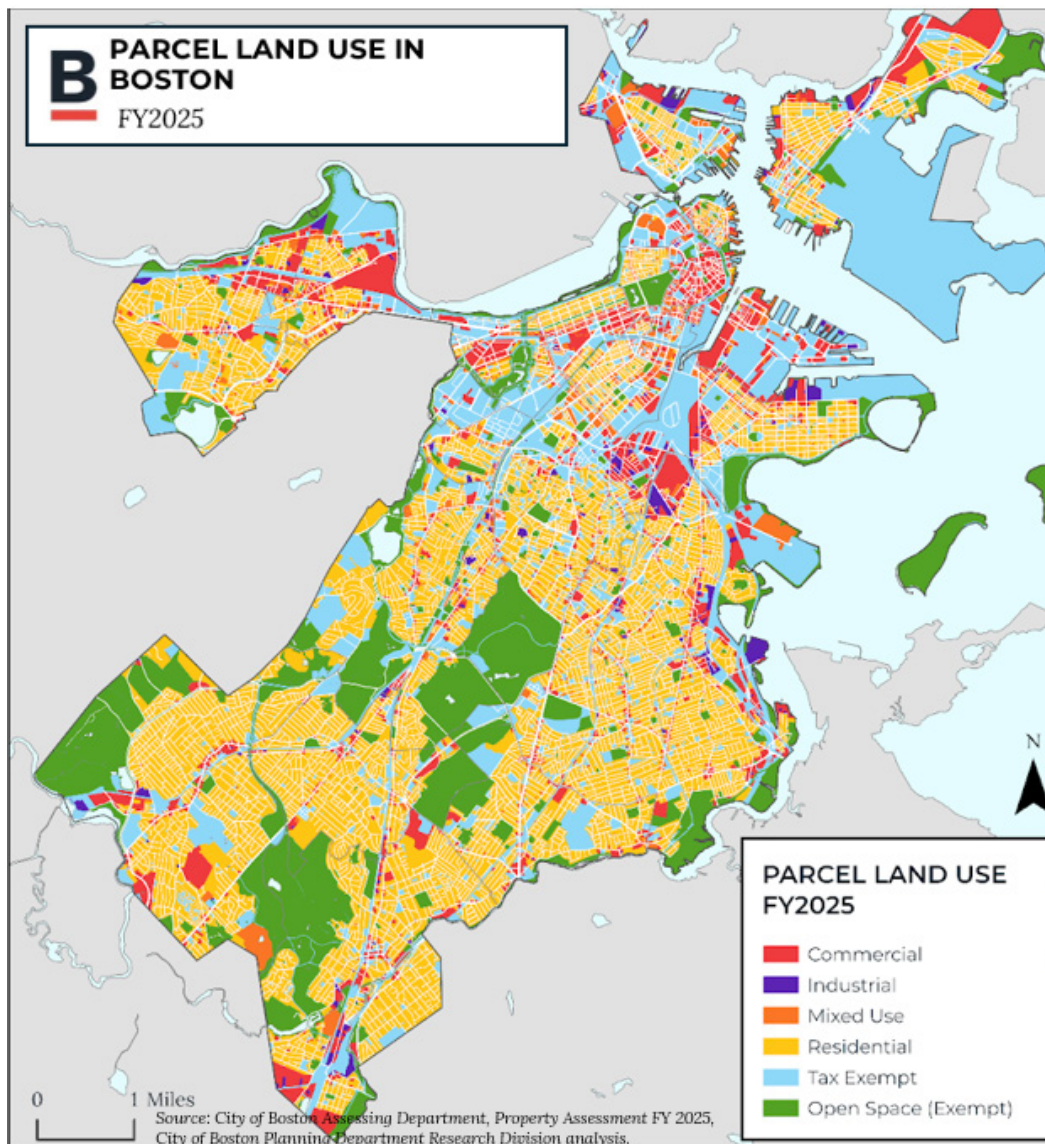 B
PARCEL LAND USE IN
BOSTON
FY2025
N
PARCEL LAND USE
FY2025
Commercial
Industrial
Mixed Use
Residential
Tax Exempt
Open Space (Exempt)
0 1 Miles
Source: City of Boston Assessing Department, Property Assessment FY 2025,
City of Boston Planning Department Research Division analysis.